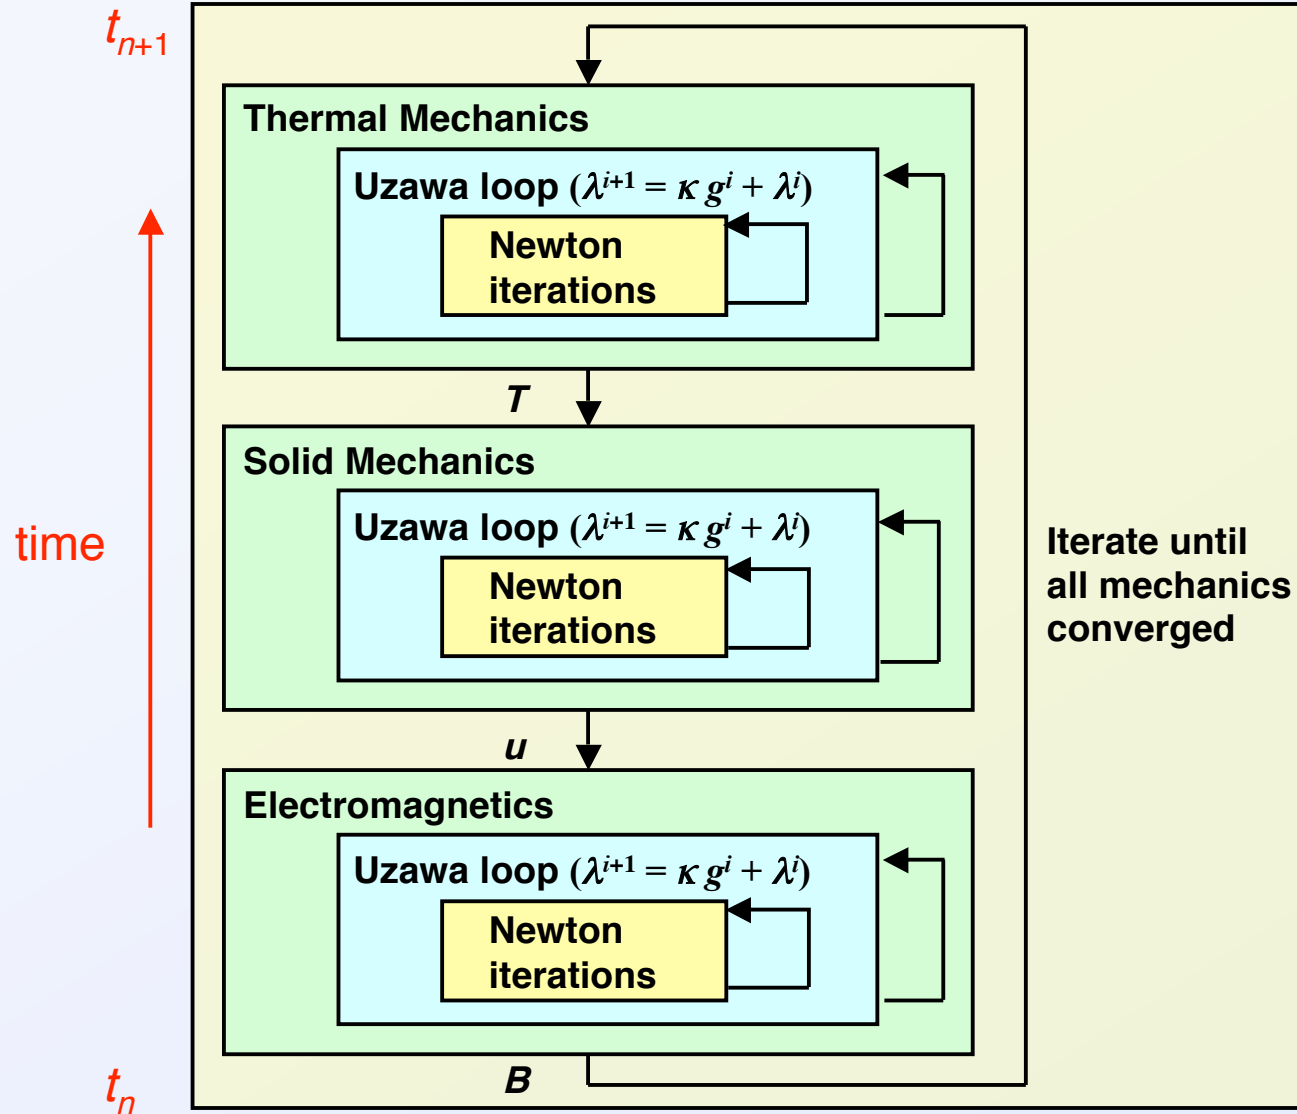 t_{n+1}
Thermal Mechanics
Uzawa loop (λ^{i+1} = κ g^i + λ^i)
Newton
iterations
T
Solid Mechanics
Uzawa loop (λ^{i+1} = κ g^i + λ^i)
Newton
iterations
time
Iterate until
all mechanics
converged
u
Electromagnetics
Uzawa loop (λ^{i+1} = κ g^i + λ^i)
Newton
iterations
B
t_n